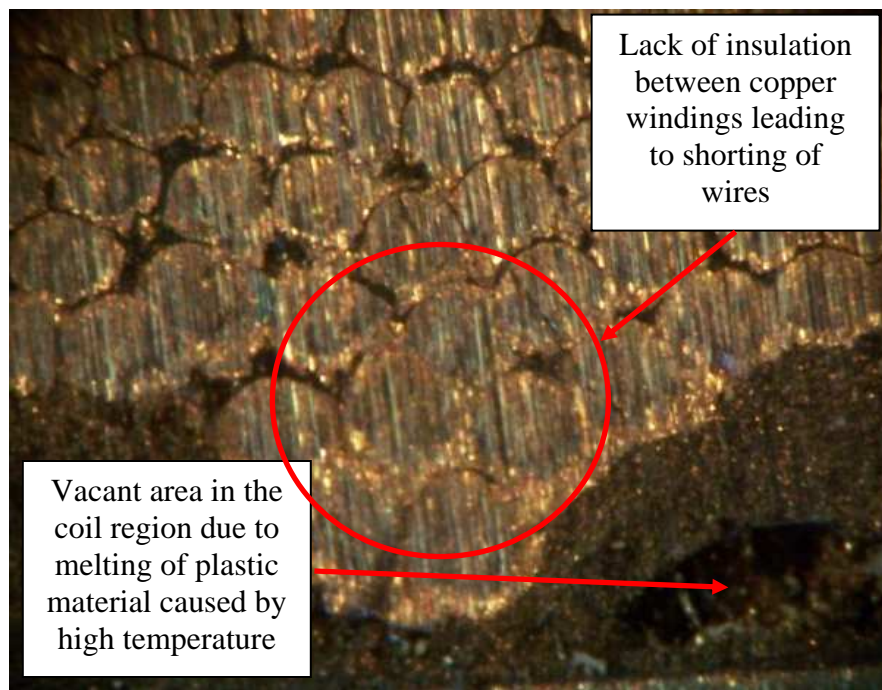 Lack of insulation
between copper
windings leading
to shorting of
wires
Vacant area in the
coil region due to
melting of plastic
material caused by
high temperature